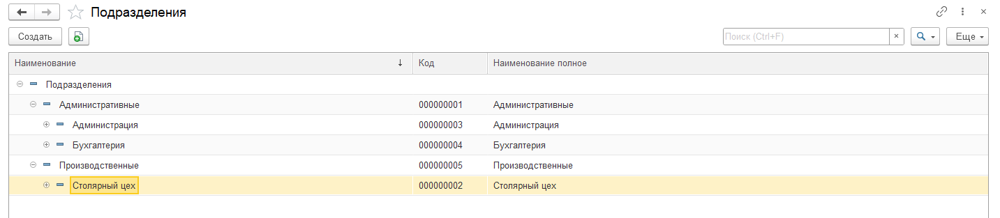 Подразделения
Создать
Поиск (Ctrl+F)
Еще
Наименование Код Наименование полное
Подразделения
Административные 000000001 Административные
Администрация 000000003 Администрация
Бухгалтерия 000000004 Бухгалтерия
Производственные 000000005 Производственные
Столярный цех 000000002 Столярный цех